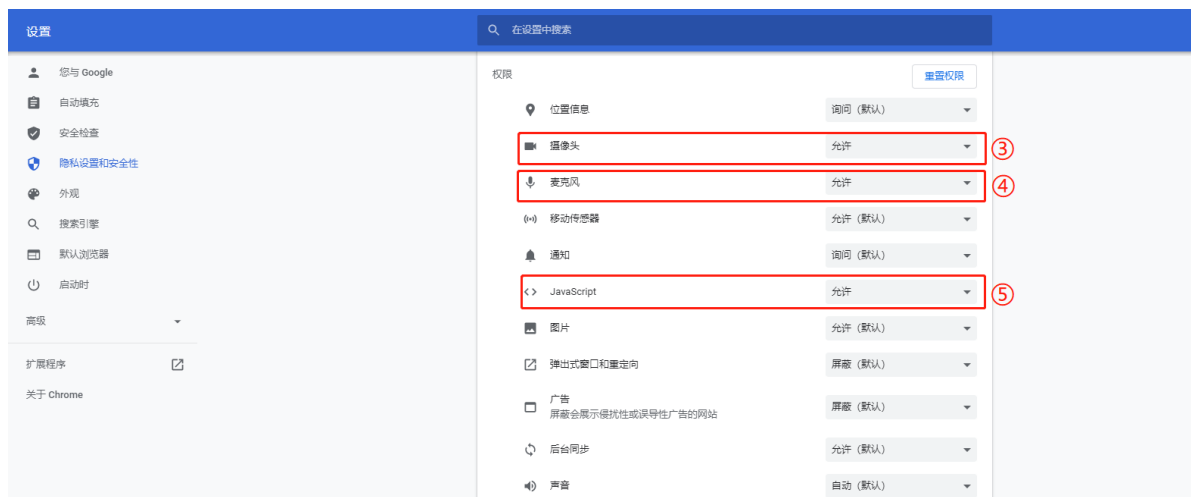 设置
在设置中搜索
您与 Google
自动填充
安全检查
隐私设置和安全性
外观
搜索引擎
默认浏览器
启动时
高级
扩展程序
关于 Chrome
权限
重置权限
位置信息 询问（默认）
摄像头 允许 ③
麦克风 允许 ④
移动传感器 允许（默认）
通知 询问（默认）
JavaScript 允许 ⑤
图片 允许（默认）
弹出式窗口和重定向 屏蔽（默认）
广告 屏蔽（默认）
屏蔽会展示侵扰性或误导性广告的网站
后台同步 允许（默认）
声音 自动（默认）